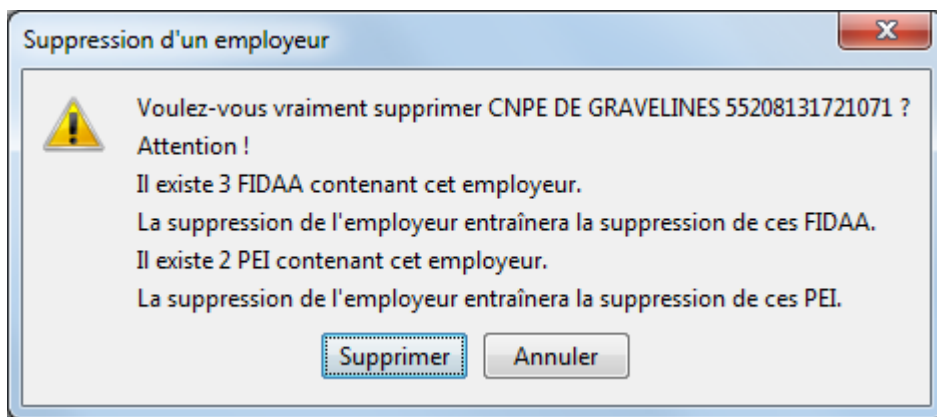 Suppression d'un employeur
Voulez-vous vraiment supprimer CNPE DE GRAVELINES 55208131721071 ?
Attention !
Il existe 3 FIDAA contenant cet employeur.
La suppression de l'employeur entraînera la suppression de ces FIDAA.
Il existe 2 PEI contenant cet employeur.
La suppression de l'employeur entraînera la suppression de ces PEI.
Supprimer Annuler